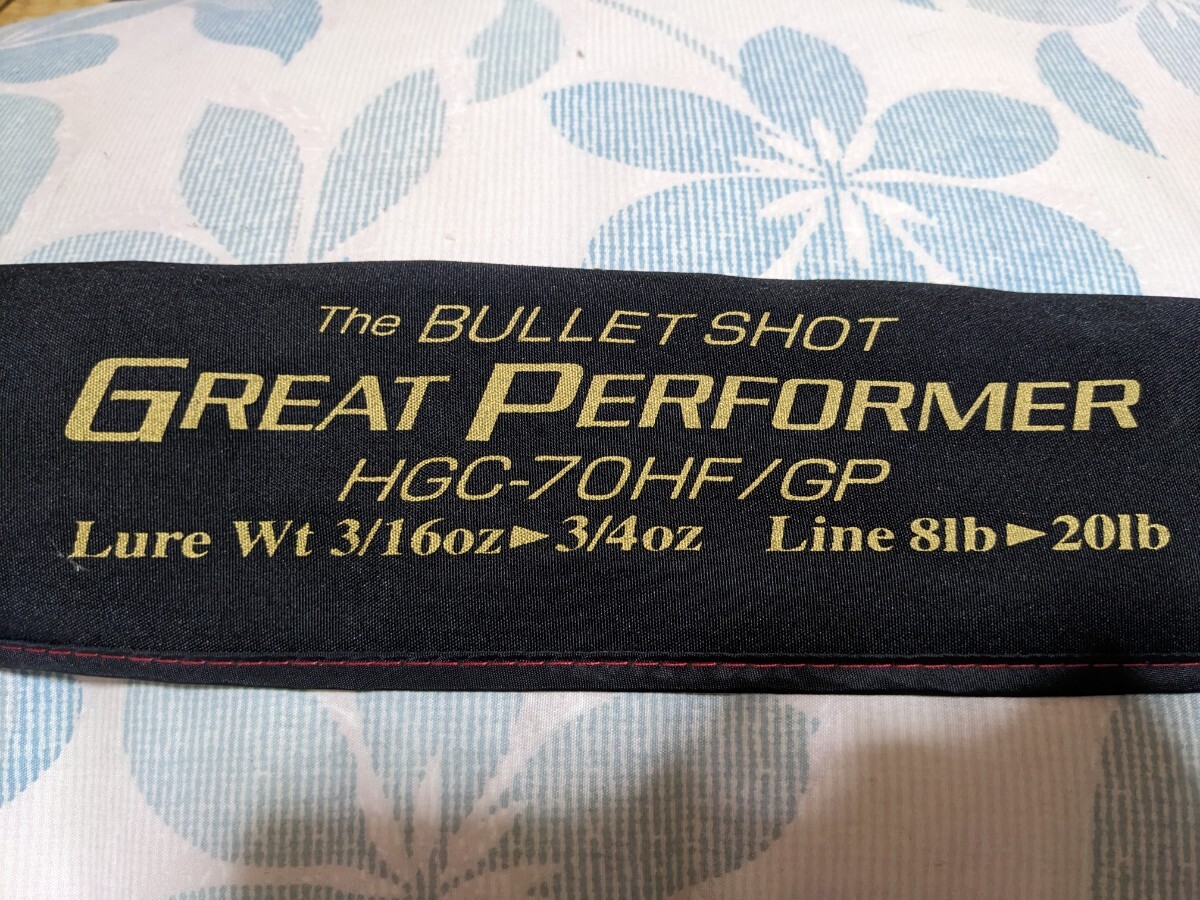 The BULLET SHOT
GREAT PERFORMER
HGC-70HF/GP
Lure Wt 3/16oz►3/4oz Line 8lb►20lb